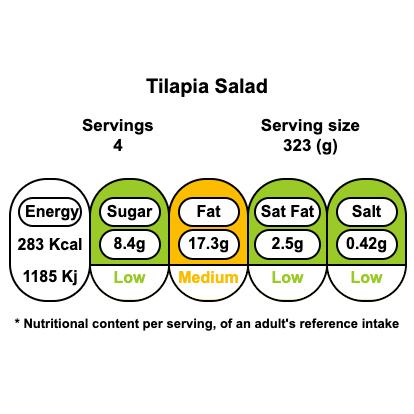 Tilapia Salad
Servings
4
Serving size
323 (g)
Energy
283 Kcal
1185 Kj
Sugar
8.4g
Low
Fat
17.3g
Medium
Sat Fat
2.5g
Low
Salt
0.42g
Low
* Nutritional content per serving, of an adult's reference intake